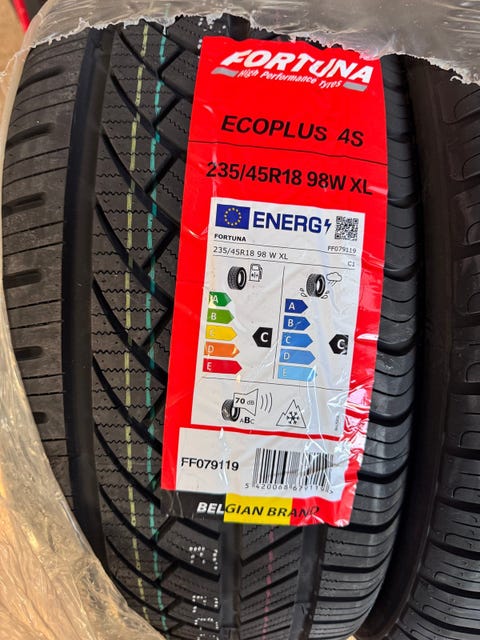 FORTUNA
High Performance Tyres
ECOPLUS 4S
235/45R18 98W XL
ENERG
FORTUNA
FF079119
235/45R18 98 W XL
C1
A
B
C
D
E
C
A
B
C
D
E
C
70 dB
ABC
FF079119
BELGIAN BRAND